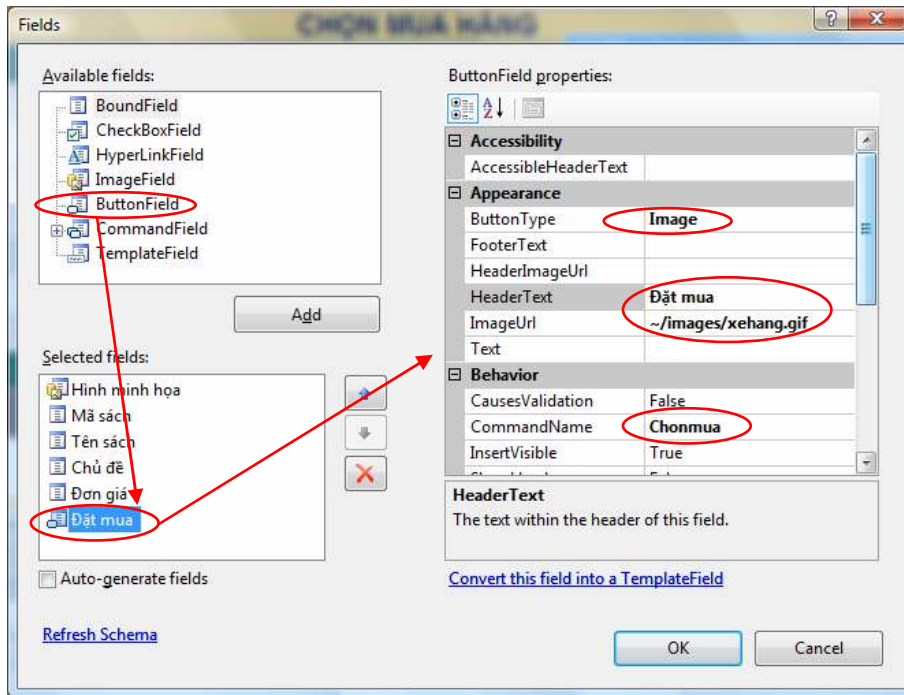 Fields
CHỌN MUA HÀNG
Available fields:
BoundField
CheckBoxField
HyperLinkField
ImageField
ButtonField
CommandField
TemplateField
Add
Selected fields:
Hình minh họa
Mã sách
Tên sách
Chủ đề
Đơn giá
Đặt mua
Auto-generate fields
Refresh Schema
ButtonField properties:
Accessibility
AccessibleHeaderText
Appearance
ButtonType Image
FooterText
HeaderImageUrl
HeaderText Đặt mua
ImageUrl ~/images/xehang.gif
Text
Behavior
CausesValidation False
CommandName Chonmua
InsertVisible True
HeaderText
The text within the header of this field.
Convert this field into a TemplateField
OK Cancel